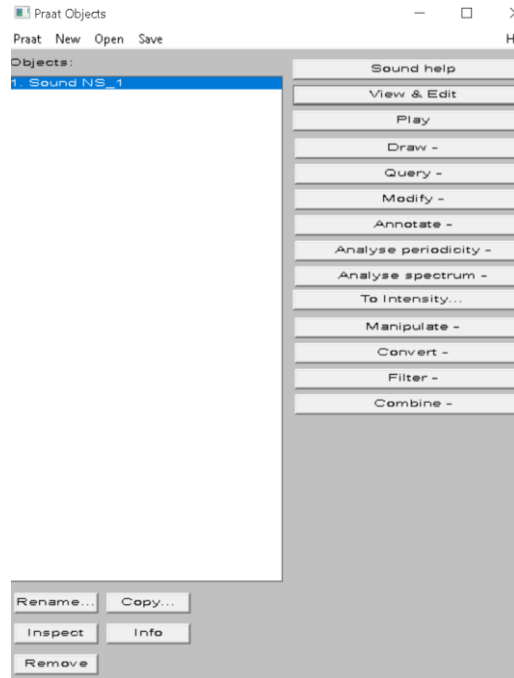 Praat Objects
Praat New Open Save H
Objects:
1. Sound NS_1
Sound help
View & Edit
Play
Draw -
Query -
Modify -
Annotate -
Analyse periodicity -
Analyse spectrum -
To Intensity...
Manipulate -
Convert -
Filter -
Combine -
Rename... Copy...
Inspect Info
Remove